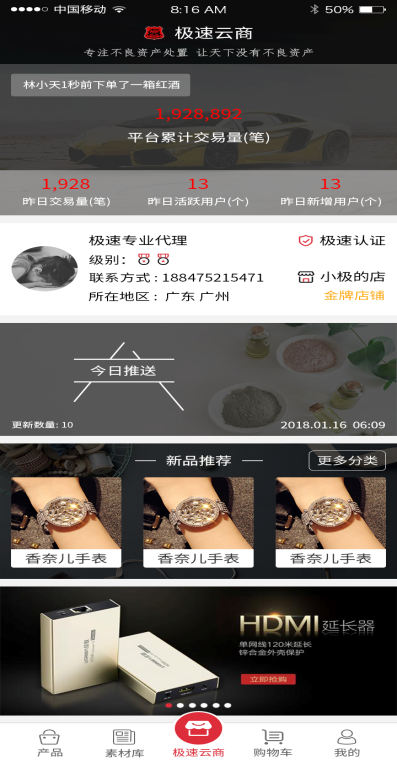 中国移动 8:16 AM 50%
极速云商
专注不良资产处置 让天下没有不良资产
林小天1秒前下单了一箱红酒
1,928,892
平台累计交易量(笔)
1,928 13 13
昨日交易量(笔) 昨日活跃用户(个) 昨日新增用户(个)
极速专业代理 极速认证
级别：
联系方式：188475215471 小极的店
所在地区：广东 广州 金牌店铺
今日推送
更新数量: 10 2018.01.16 06:09
新品推荐 更多分类
香奈儿手表 香奈儿手表 香奈儿手表
HDMI延长器
单网线120米延长
锌合金外壳保护
立即抢购
产品 素材库 极速云商 购物车 我的